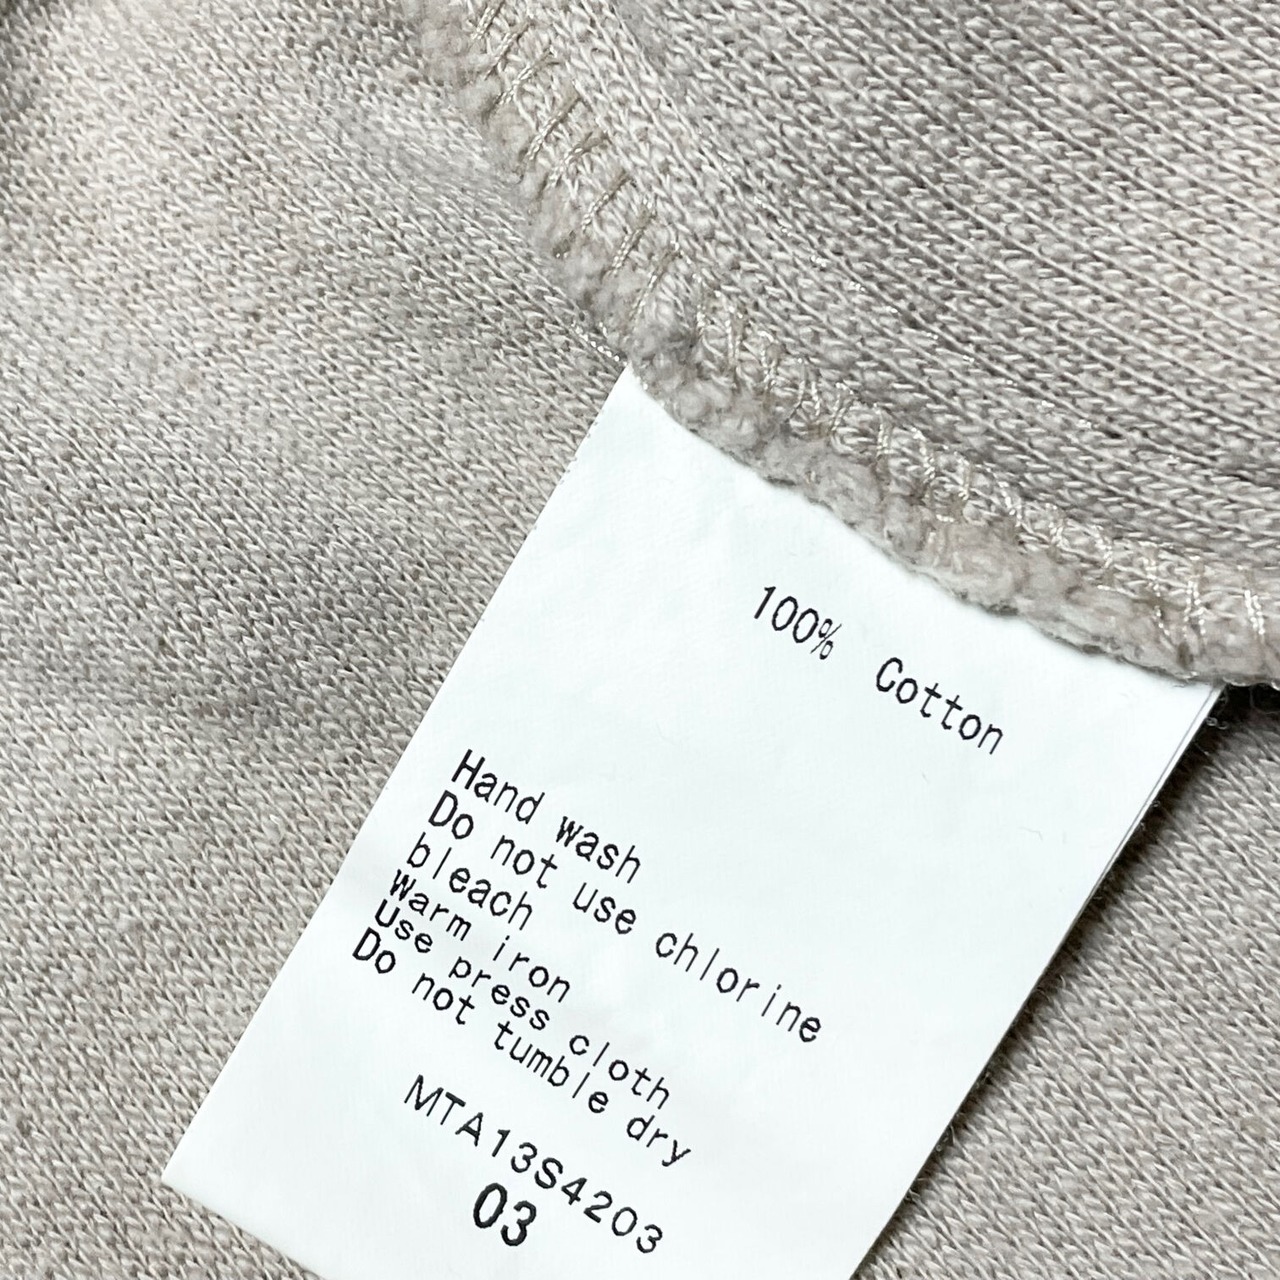 100% Cotton
Hand wash
Do not use chlorine
bleach
Warm iron
Use press cloth
Do not tumble dry
MTA13S4203
03